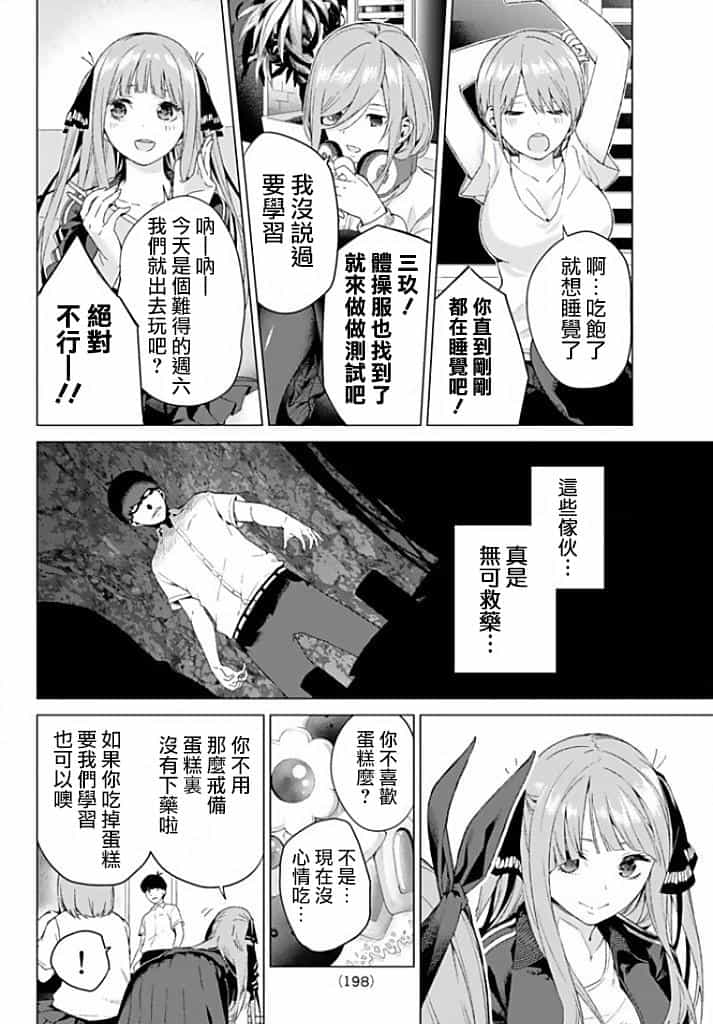 啊…吃飽了
就想睡覺了
你直到剛剛
都在睡覺吧！
我沒說過
要學習
三玖！
體操服也找到了
就來做做測試吧
吶ー吶ー
今天是個難得的週六
我們就出去玩吧？
絕對
不行ー！！
這些傢伙…
真是
無可救藥…
你不喜歡
蛋糕麼？
不是…
現在沒
心情吃…
你不用
那麼戒備
蛋糕裏
沒有下藥啦
如果你吃掉蛋糕
要我們學習
也可以噢
！
(198)